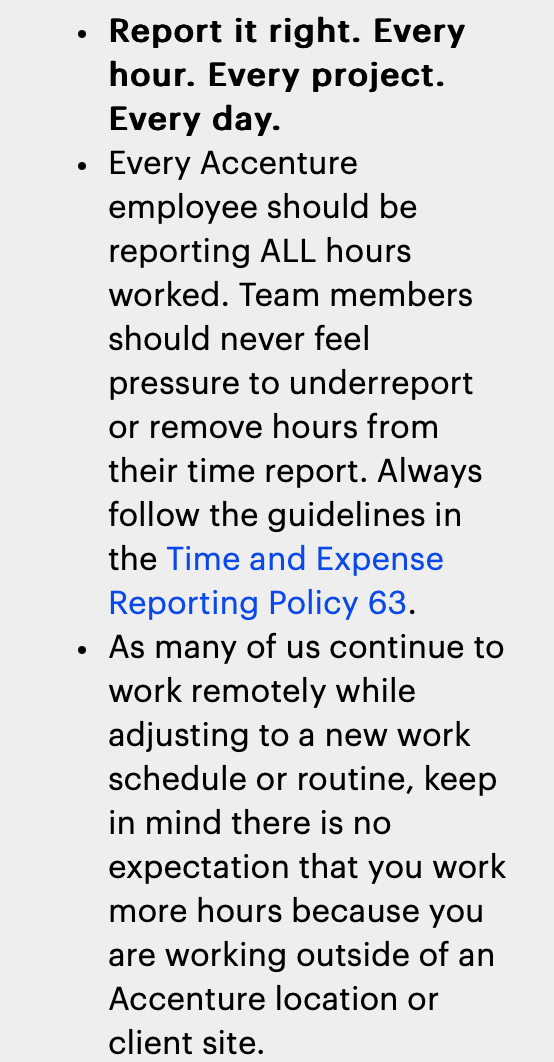 • Report it right. Every
hour. Every project.
Every day.
• Every Accenture
employee should be
reporting ALL hours
worked. Team members
should never feel
pressure to underreport
or remove hours from
their time report. Always
follow the guidelines in
the Time and Expense
Reporting Policy 63.
• As many of us continue to
work remotely while
adjusting to a new work
schedule or routine, keep
in mind there is no
expectation that you work
more hours because you
are working outside of an
Accenture location or
client site.